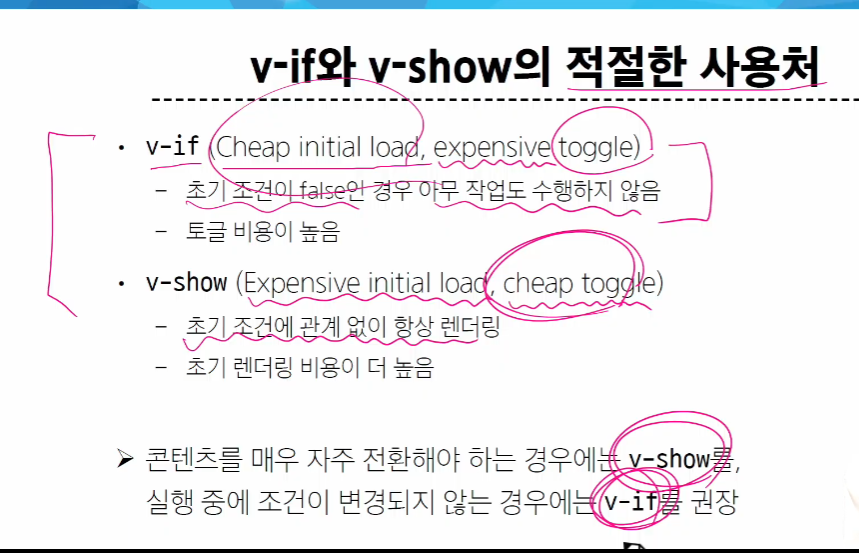 v-if와 v-show의 적절한 사용처
• v-if (Cheap initial load, expensive toggle)
– 초기 조건이 false인 경우 아무 작업도 수행하지 않음
– 토글 비용이 높음
• v-show (Expensive initial load, cheap toggle)
– 초기 조건에 관계 없이 항상 렌더링
– 초기 렌더링 비용이 더 높음
➢ 콘텐츠를 매우 자주 전환해야 하는 경우에는 v-show를,
실행 중에 조건이 변경되지 않는 경우에는 v-if를 권장